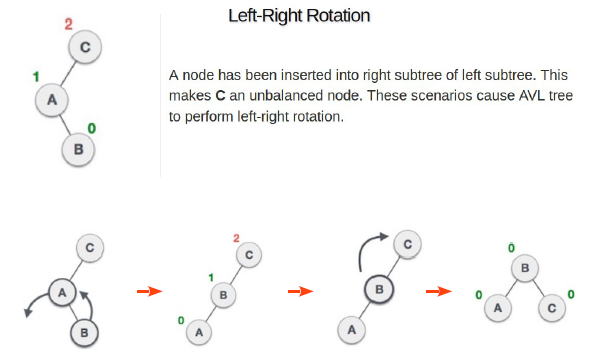 Left-Right Rotation
2
C
1
A
0
B
A node has been inserted into right subtree of left subtree. This
makes C an unbalanced node. These scenarios cause AVL tree
to perform left-right rotation.
C
A
B
2
C
1
B
0
A
C
B
A
0
B
0
A
0
C